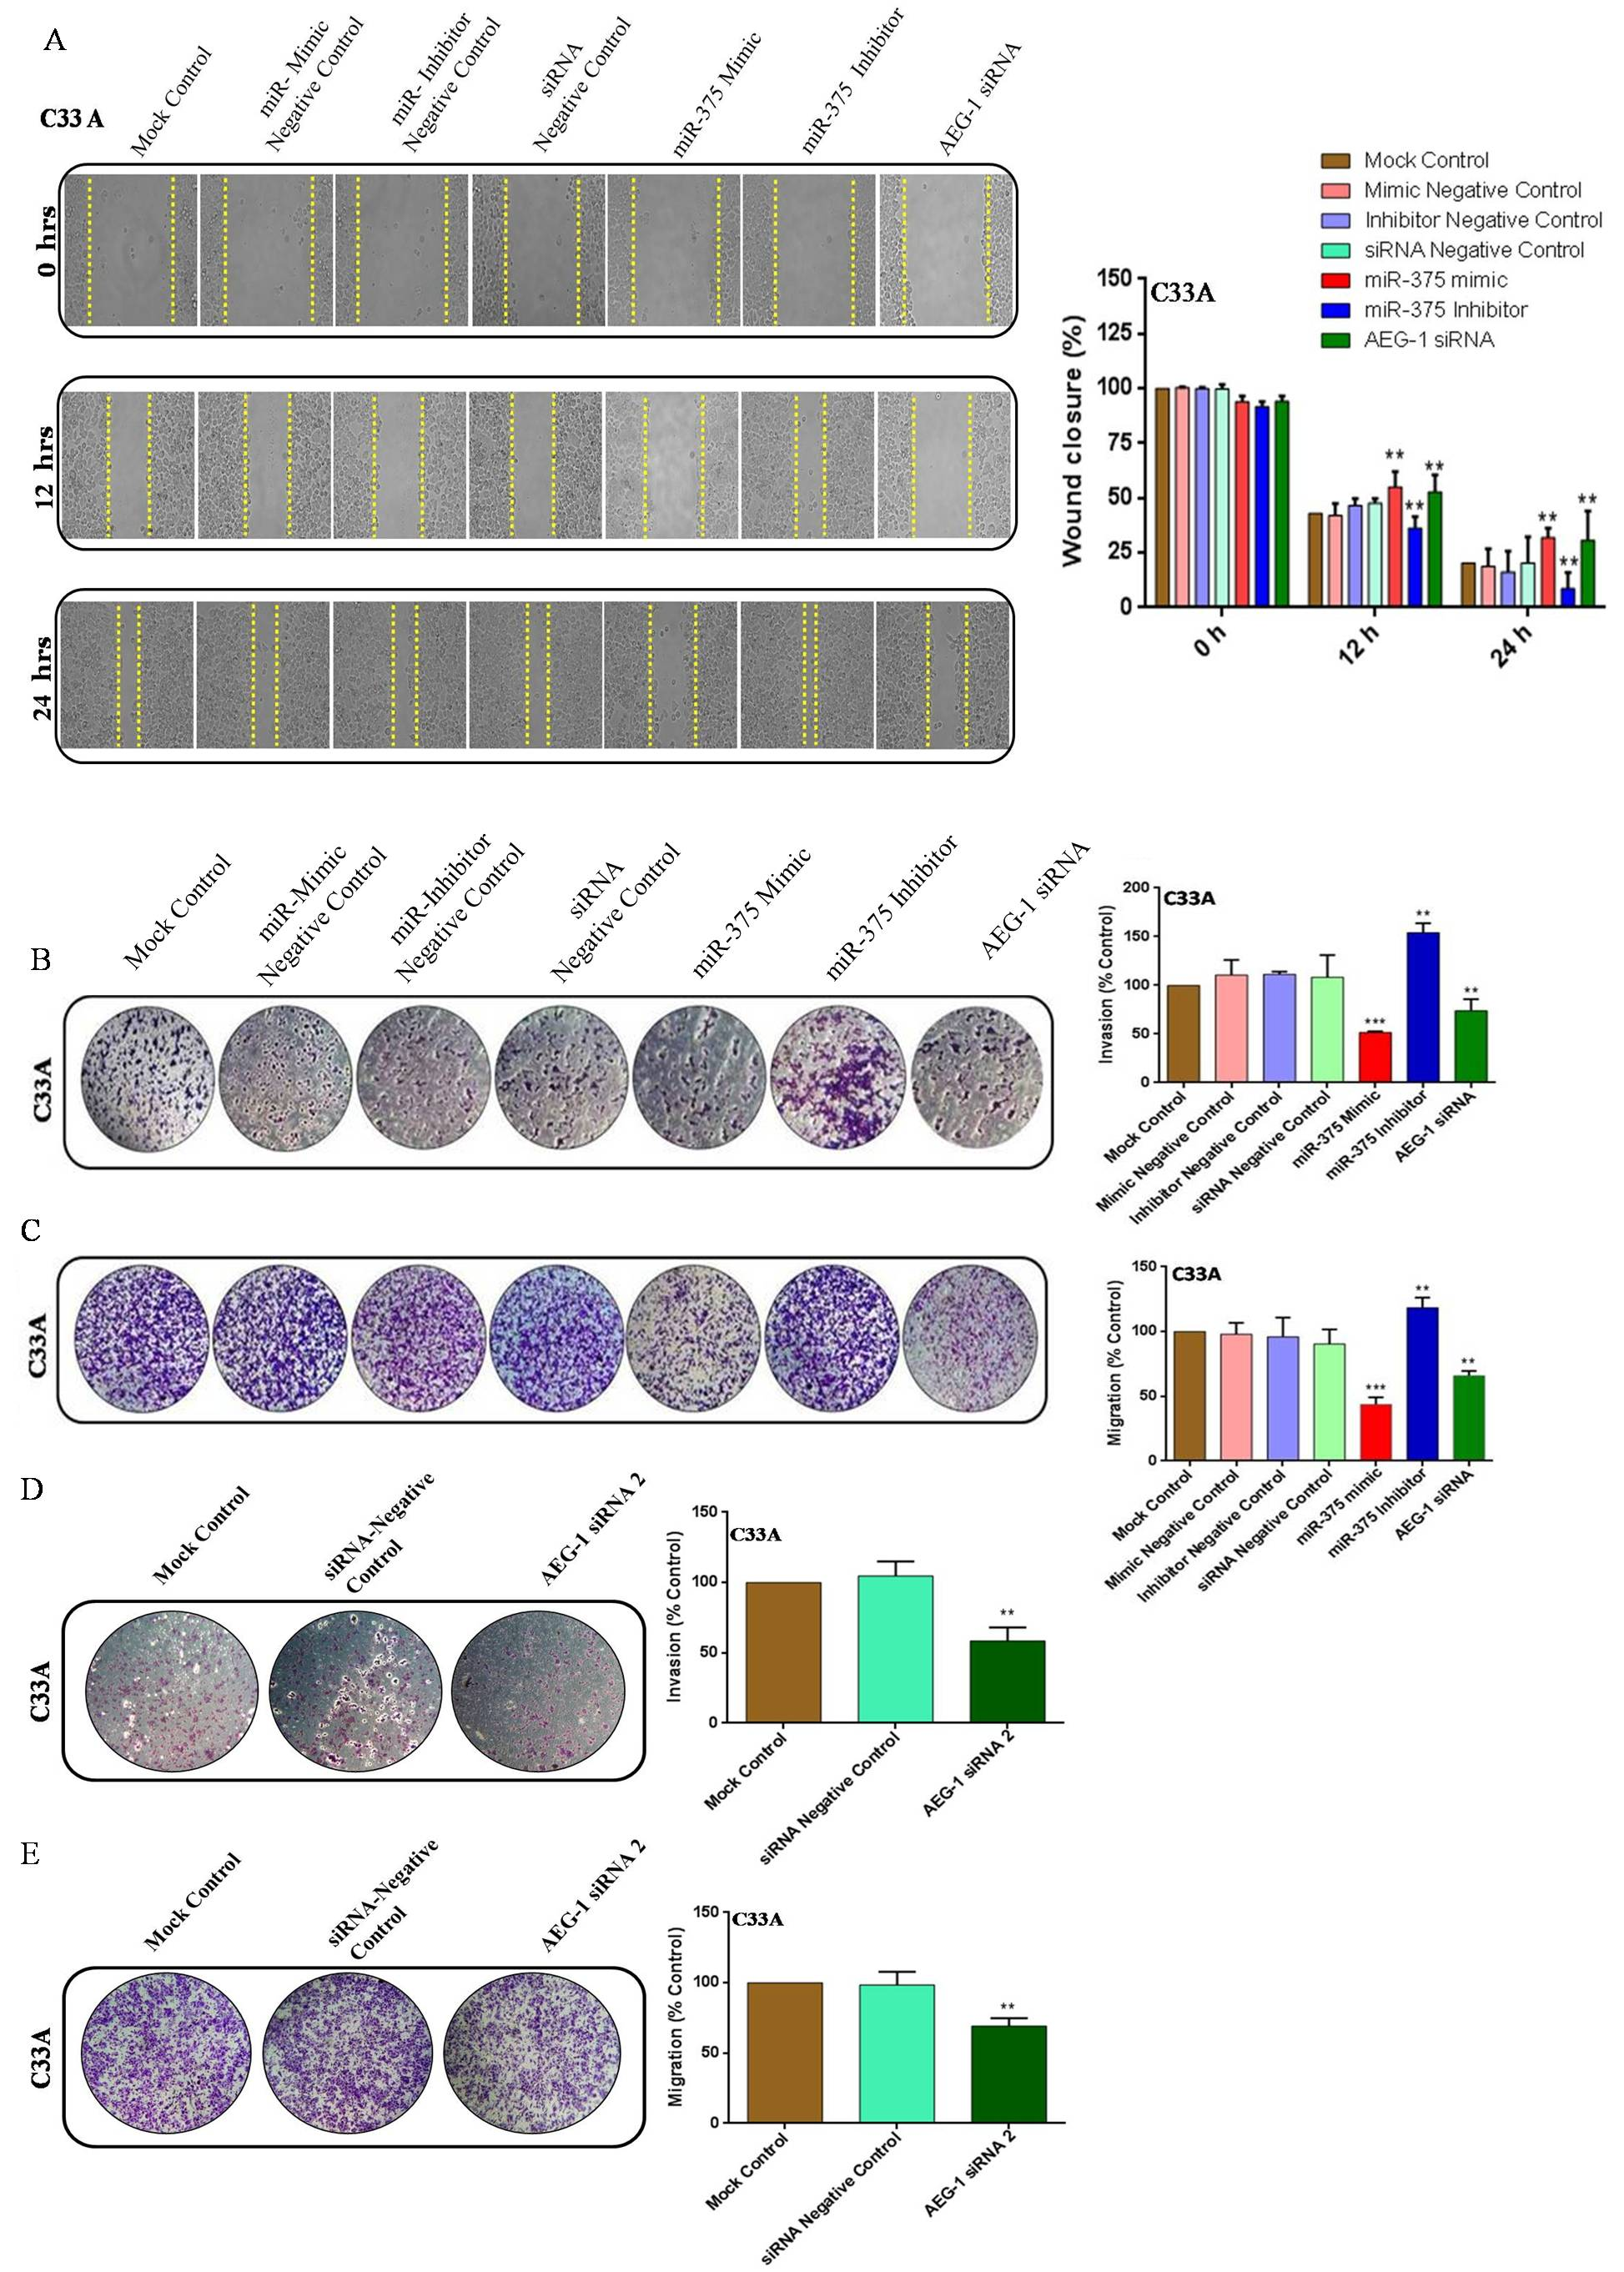 A
C33 A
Mock Control
miR- Mimic
Negative Control
miR- Inhibitor
Negative Control
siRNA
Negative Control
miR-375 Mimic
miR-375 Inhibitor
AEG-1 siRNA
0 hrs
12 hrs
24 hrs
Mock Control
Mimic Negative Control
Inhibitor Negative Control
siRNA Negative Control
miR-375 mimic
miR-375 Inhibitor
AEG-1 siRNA
C33A
Wound closure (%)
150
125
100
75
50
25
0
** ** **
** ** **
0 h
12 h
24 h
B
Mock Control
miR-Mimic
Negative Control
miR-Inhibitor
Negative Control
siRNA
Negative Control
miR-375 Mimic
miR-375 Inhibitor
AEG-1 siRNA
C33A
C33A
Invasion (% Control)
200
150
100
50
0
*** ** **
Mock Control
Mimic Negative Control
Inhibitor Negative Control
siRNA Negative Control
miR-375 Mimic
miR-375 Inhibitor
AEG-1 siRNA
C
C33A
C33A
Migration (% Control)
150
100
50
0
*** ** **
Mock Control
Mimic Negative Control
Inhibitor Negative Control
siRNA Negative Control
miR-375 mimic
miR-375 Inhibitor
AEG-1 siRNA
D
Mock Control
siRNA-Negative
Control
AEG-1 siRNA 2
C33A
C33A
Invasion (% Control)
150
100
50
0
**
Mock Control
siRNA Negative Control
AEG-1 siRNA 2
E
Mock Control
siRNA-Negative
Control
AEG-1 siRNA 2
C33A
C33A
Migration (% Control)
150
100
50
0
**
Mock Control
siRNA Negative Control
AEG-1 siRNA 2